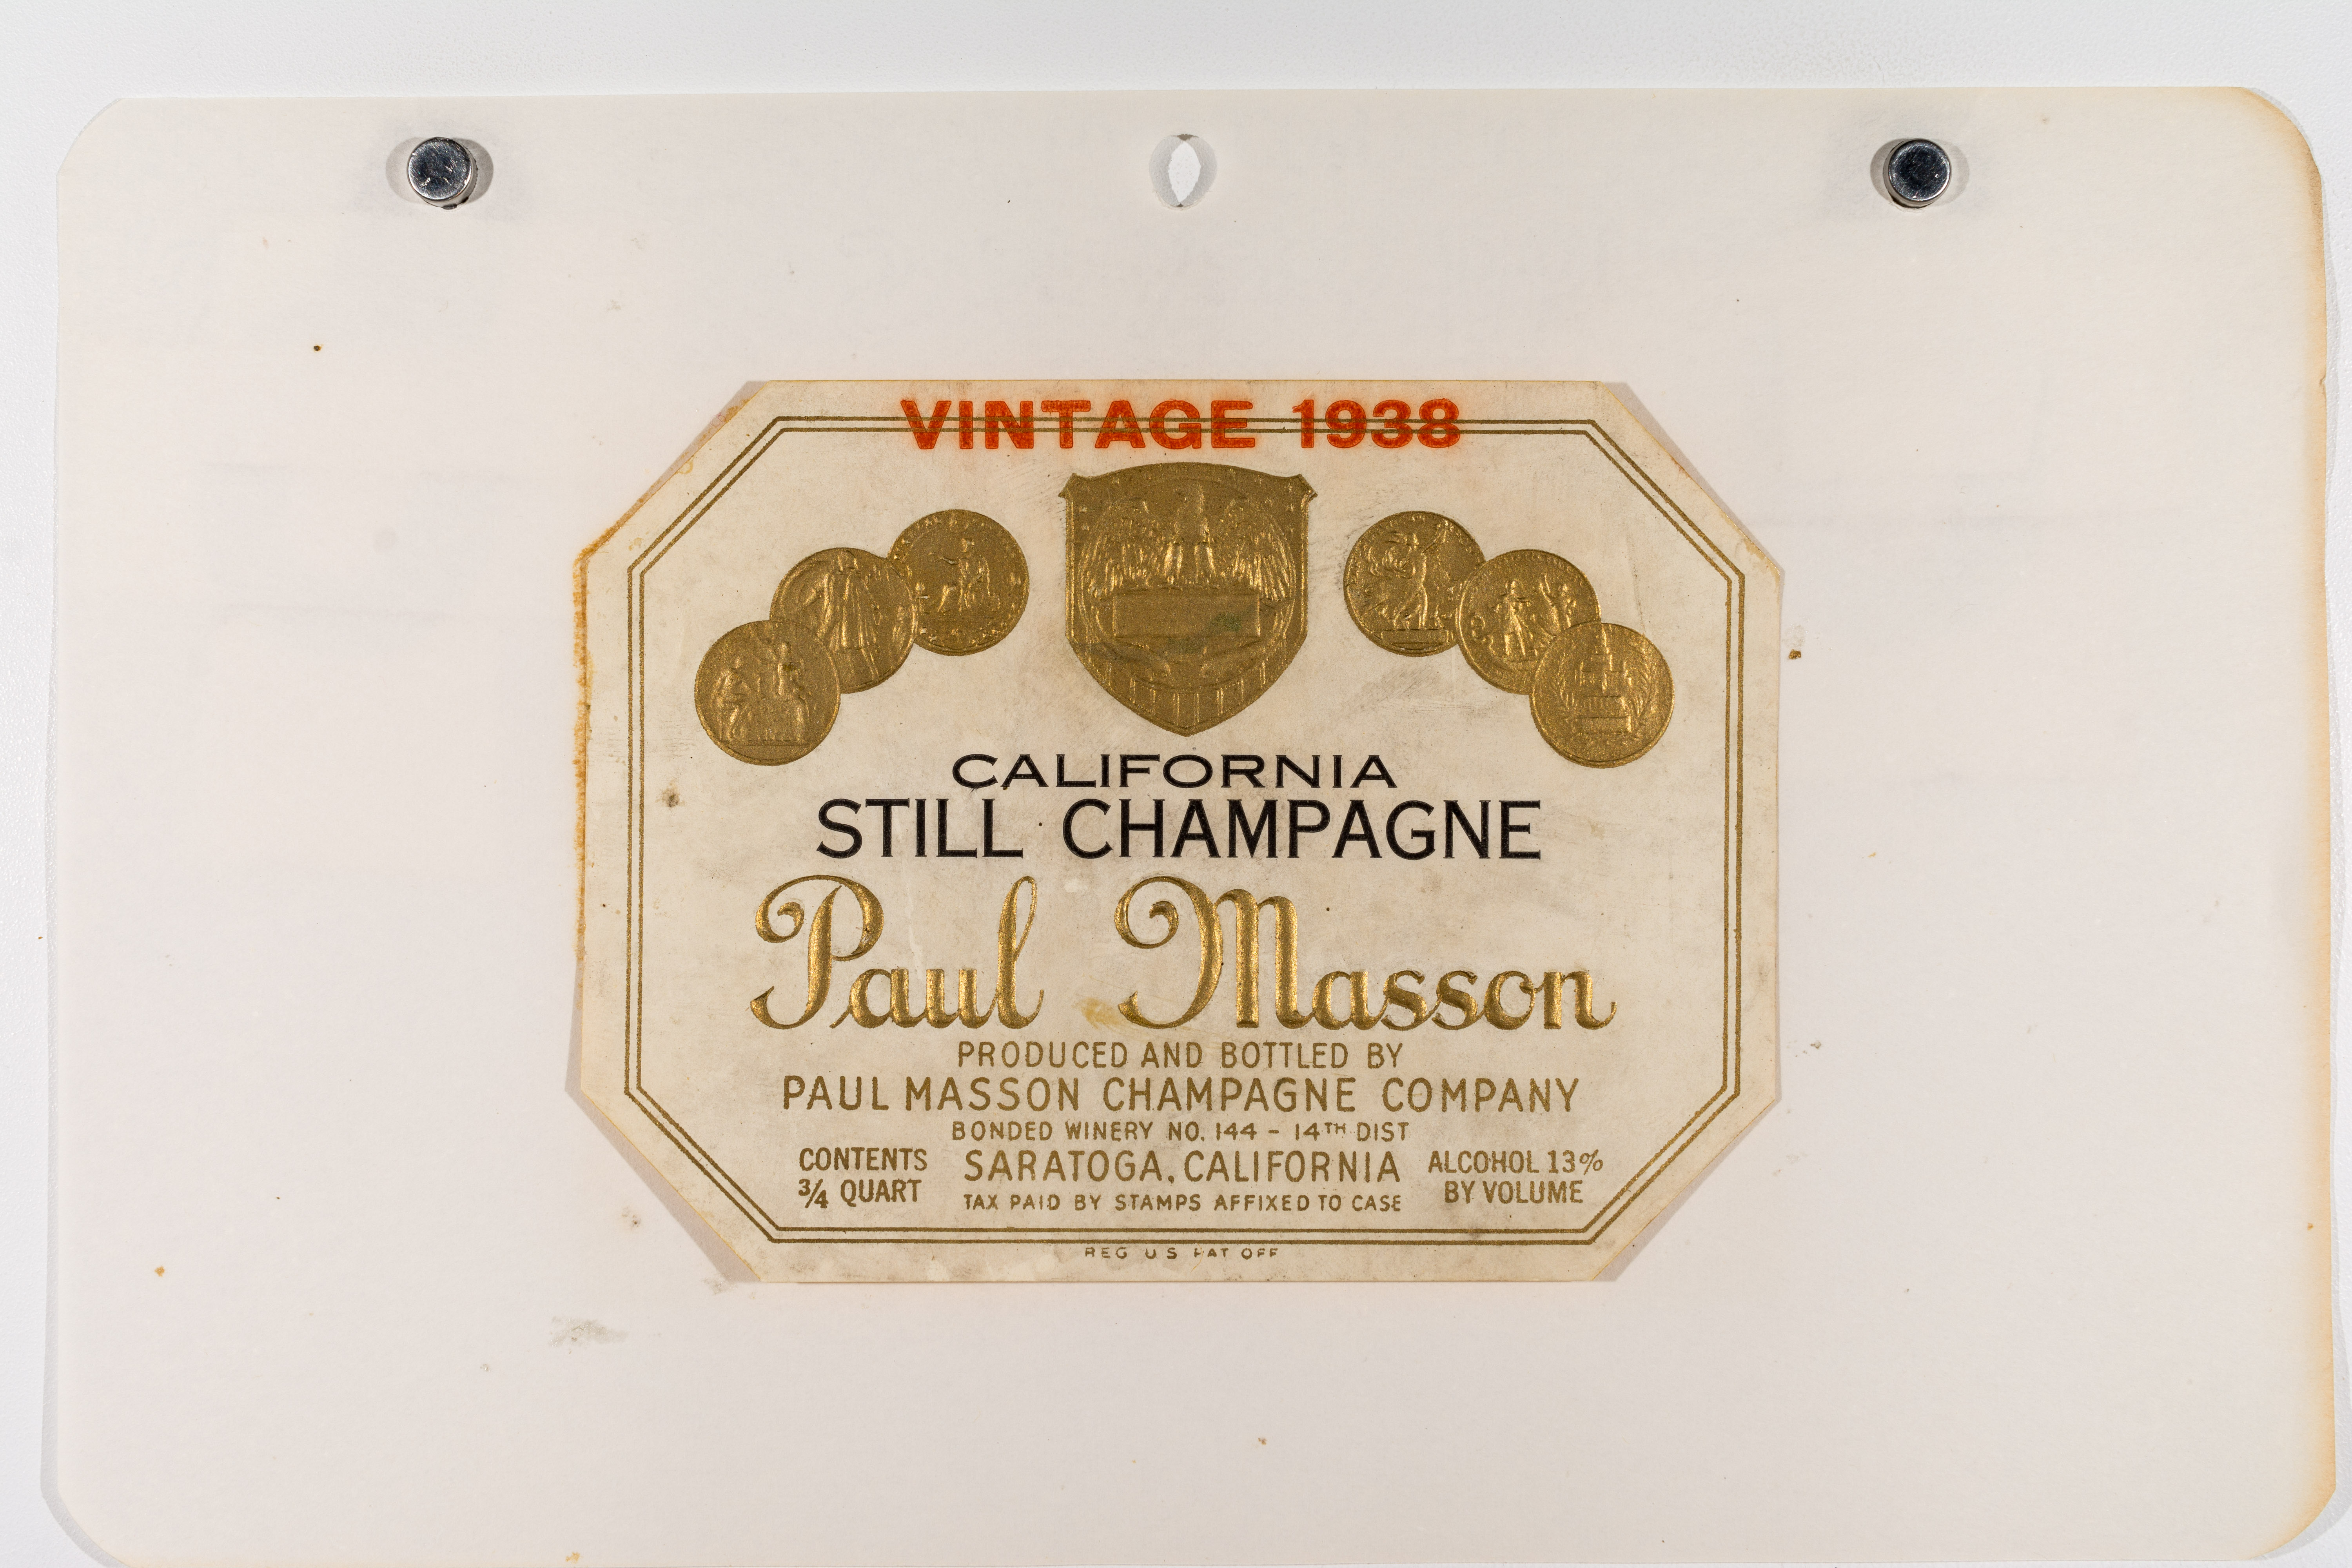 VINTAGE 1938
CALIFORNIA
STILL CHAMPAGNE
Paul Masson
PRODUCED AND BOTTLED BY
PAUL MASSON CHAMPAGNE COMPANY
BONDED WINERY NO. 144 - 14TH DIST
CONTENTS
3/4 QUART
SARATOGA, CALIFORNIA
TAX PAID BY STAMPS AFFIXED TO CASE
ALCOHOL 13%
BY VOLUME
REG U S PAT OFF